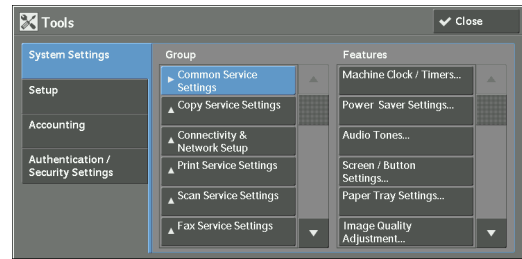 Tools
Close
System Settings
Setup
Accounting
Authentication /
Security Settings
Group
Common Service
Settings
Copy Service Settings
Connectivity &
Network Setup
Print Service Settings
Scan Service Settings
Fax Service Settings
Features
Machine Clock / Timers...
Power Saver Settings...
Audio Tones...
Screen / Button
Settings...
Paper Tray Settings...
Image Quality
Adjustment...